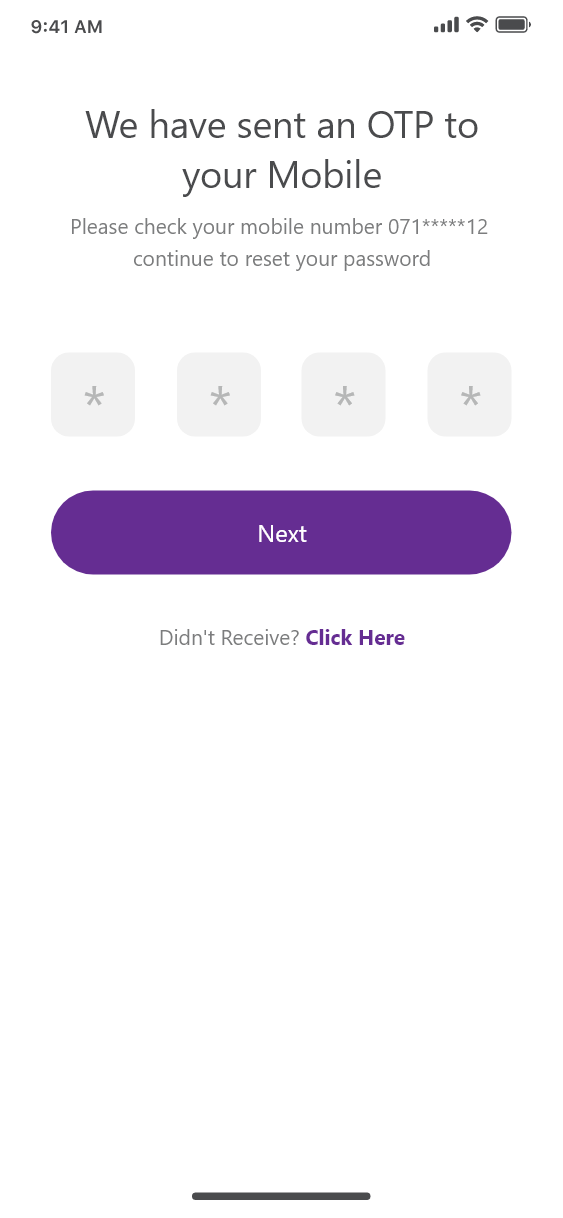 9:41 AM
We have sent an OTP to
your Mobile
Please check your mobile number 071*****12
continue to reset your password
* * * *
Next
Didn't Receive? Click Here